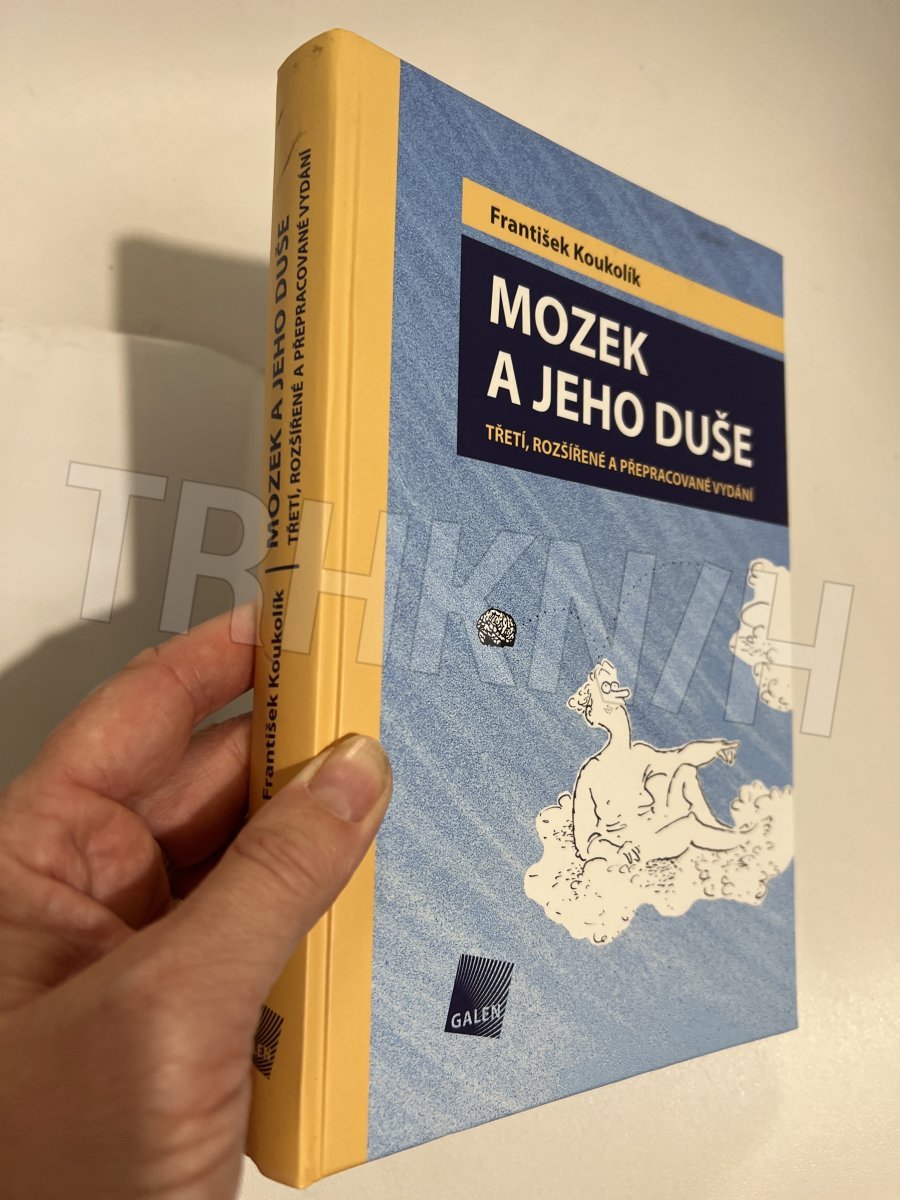 František Koukolík
MOZEK
A JEHO DUŠE
TŘETÍ, ROZŠÍŘENÉ A PŘEPRACOVANÉ VYDÁNÍ
GALEN
František Koukolík | MOZEK A JEHO DUŠE
TŘETÍ, ROZŠÍŘENÉ A PŘEPRACOVANÉ VYDÁNÍ
TRHKNIH